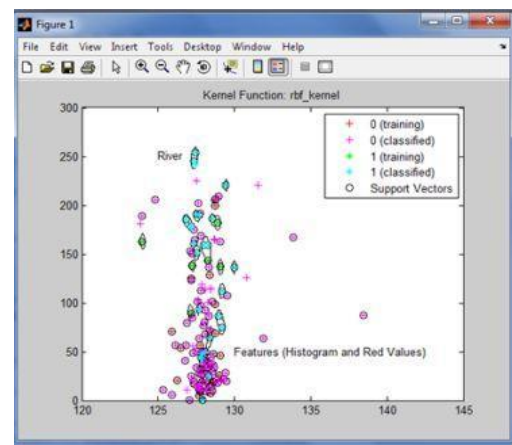 Figure 1
File Edit View Insert Tools Desktop Window Help
Kernel Function: rbf_kernel
300
250
200
150
100
50
0
120 125 130 135 140 145
River
Features (Histogram and Red Values)
0 (training)
0 (classified)
1 (training)
1 (classified)
Support Vectors